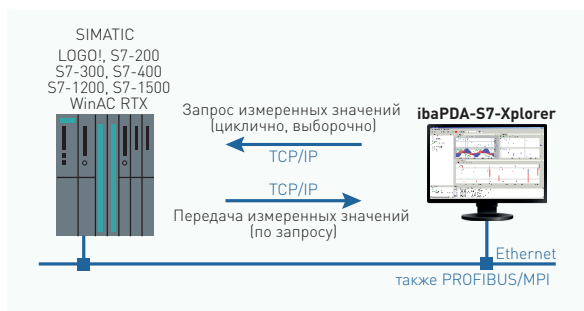 SIMATIC
LOGO!, S7-200
S7-300, S7-400
S7-1200, S7-1500
WinAC RTX
Запрос измеренных значений
(циклично, выборочно)
TCP/IP
TCP/IP
Передача измеренных значений
(по запросу)
ibaPDA-S7-Xplorer
Ethernet
также PROFIBUS/MPI